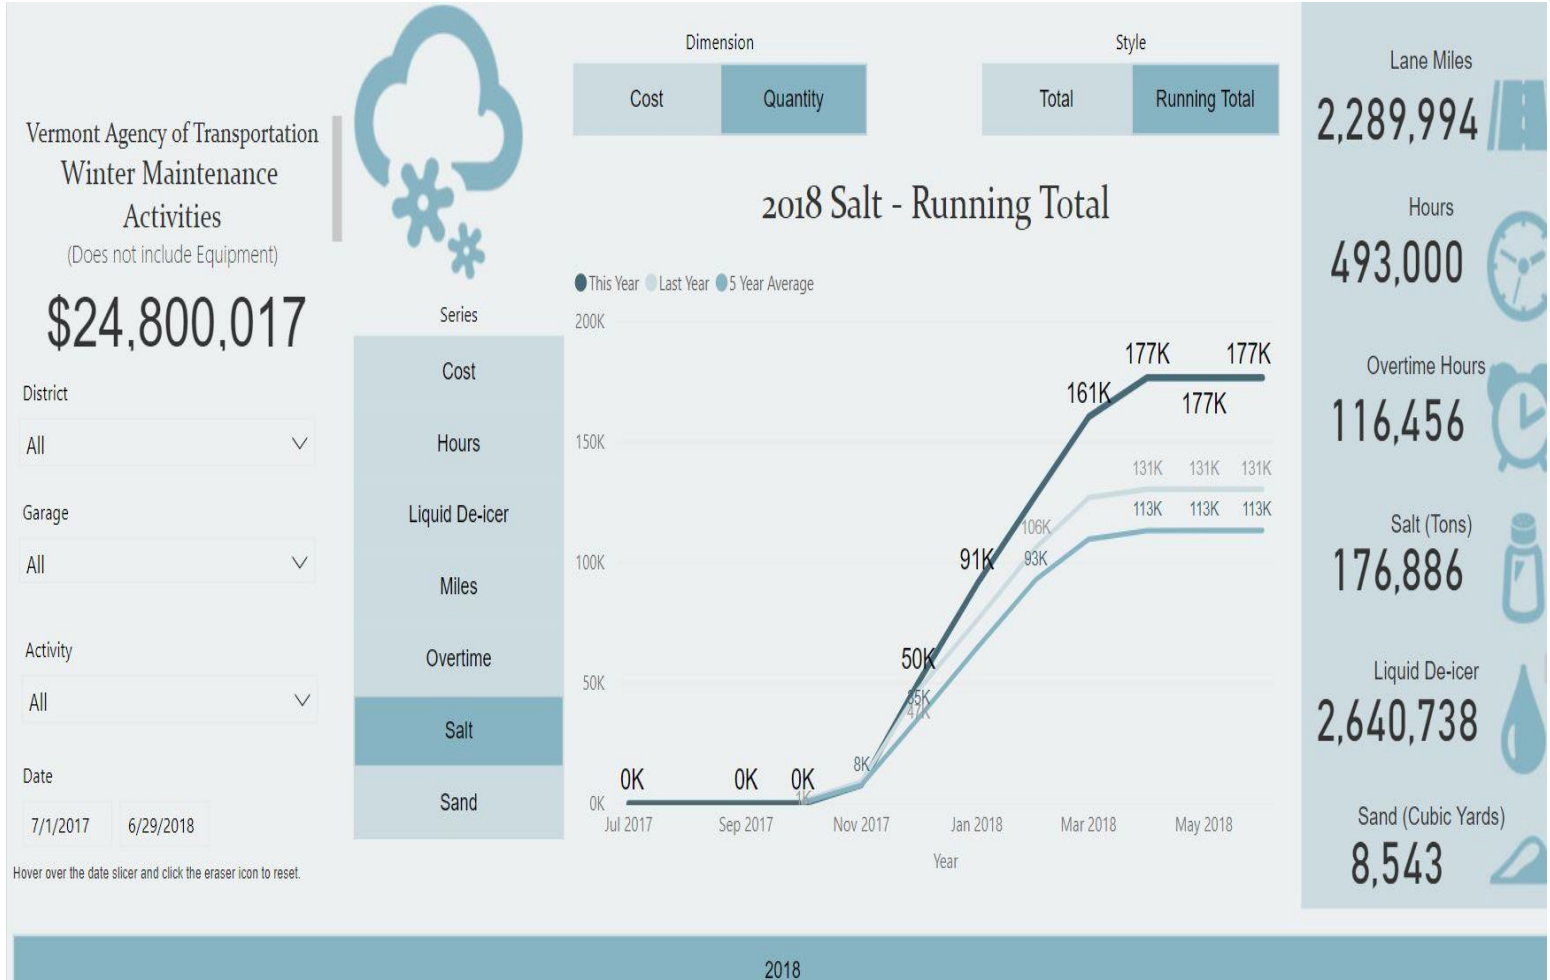 Vermont Agency of Transportation
Winter Maintenance
Activities
(Does not include Equipment)
$24,800,017
District
All
Garage
All
Activity
All
Date
7/1/2017 6/29/2018
Hover over the date slicer and click the eraser icon to reset.
Series
Cost
Hours
Liquid De-icer
Miles
Overtime
Salt
Sand
Dimension
Cost Quantity
Style
Total Running Total
2018 Salt - Running Total
This Year Last Year 5 Year Average
200K
150K
100K
50K
0K
177K 177K
161K
177K
131K 131K 131K
113K 113K 113K
106K
91K 93K
50K
35K
47K
8K
0K 0K 0K
1K
Jul 2017 Sep 2017 Nov 2017 Jan 2018 Mar 2018 May 2018
Year
Lane Miles
2,289,994
Hours
493,000
Overtime Hours
116,456
Salt (Tons)
176,886
Liquid De-icer
2,640,738
Sand (Cubic Yards)
8,543
2018